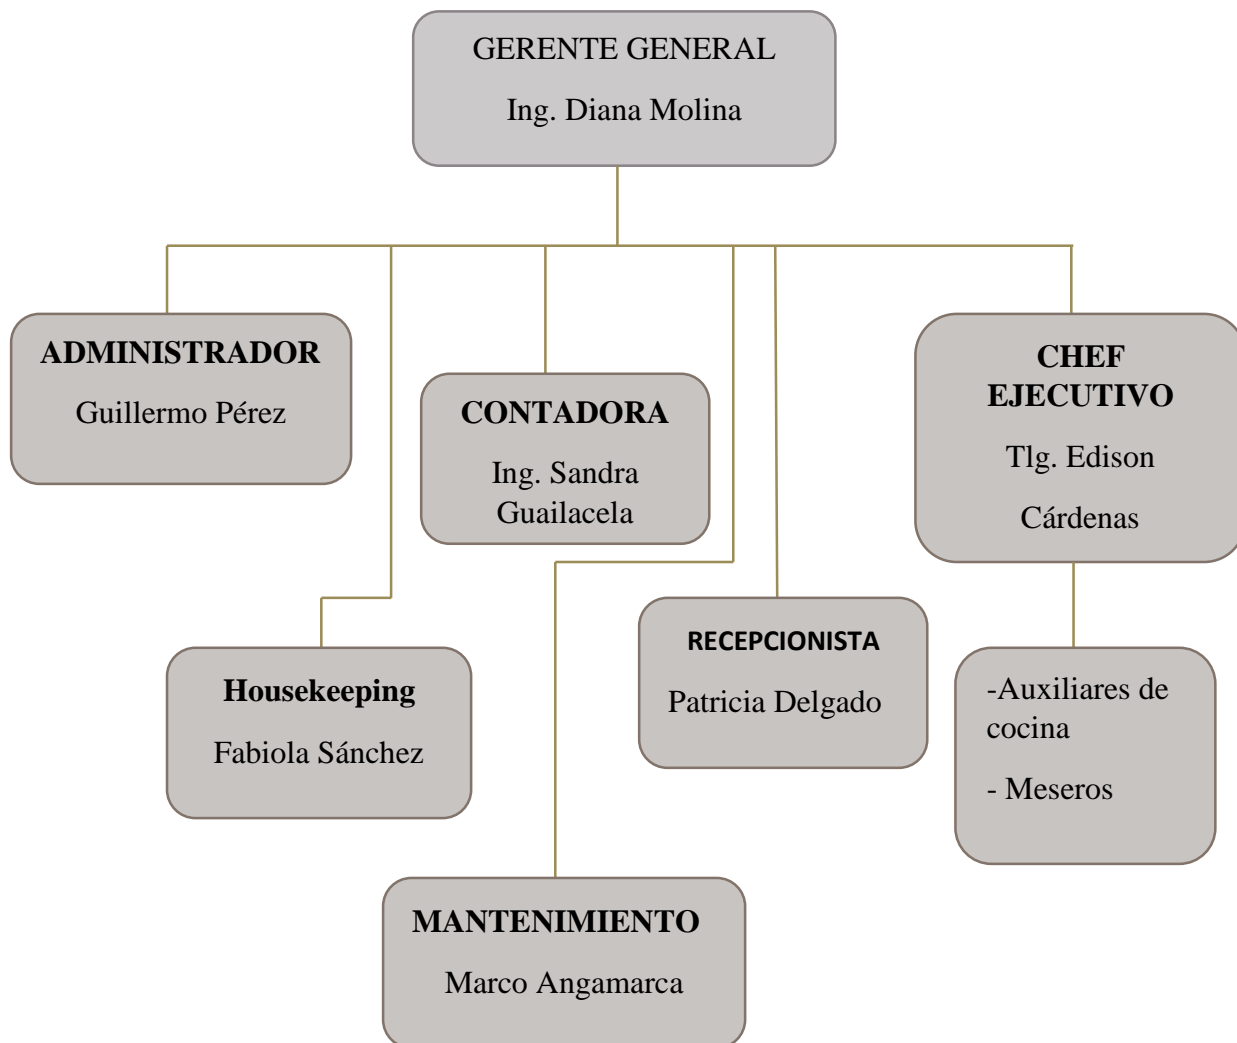 GERENTE GENERAL
Ing. Diana Molina
ADMINISTRADOR
Guillermo Pérez
CONTADORA
Ing. Sandra
Guailacela
CHEF
EJECUTIVO
Tlg. Edison
Cárdenas
Housekeeping
Fabiola Sánchez
RECEPCIONISTA
Patricia Delgado
-Auxiliares de
cocina
- Meseros
MANTENIMIENTO
Marco Angamarca